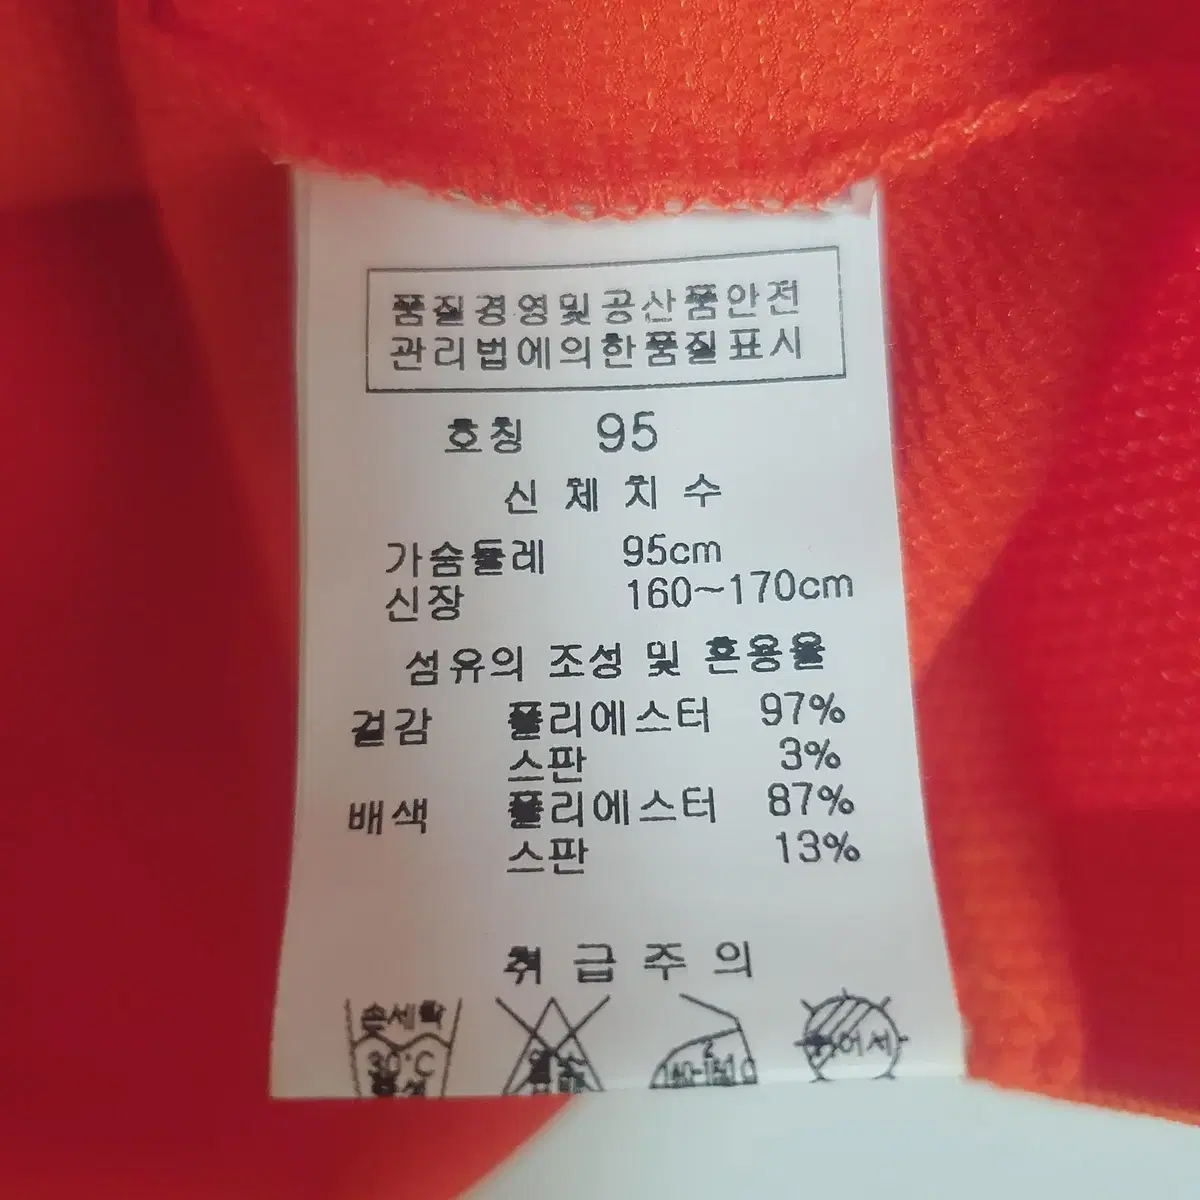 품질경영및공산품안전
관리법에의한품질표시
호칭 95
신체치수
가슴둘레 95cm
신장 160~170cm
섬유의 조성 및 혼용율
겉감 폴리에스터 97%
스판 3%
배색 폴리에스터 87%
스판 13%
취급주의
손세탁
30°C